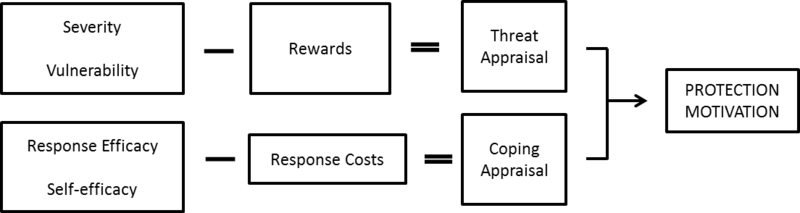 Severity
Vulnerability
Rewards
Threat
Appraisal
PROTECTION
MOTIVATION
Response Efficacy
Self-efficacy
Response Costs
Coping
Appraisal